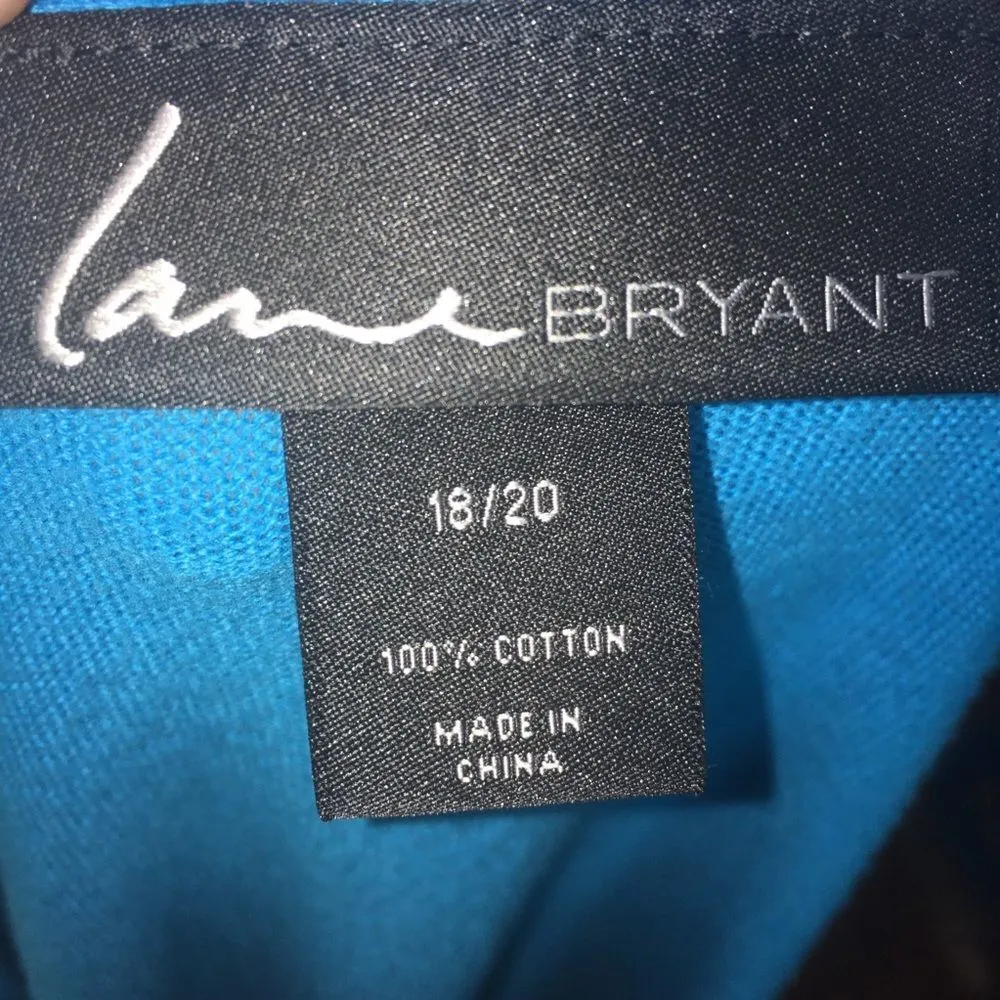 lane BRYANT
18/20
100% COTTON
MADE IN
CHINA